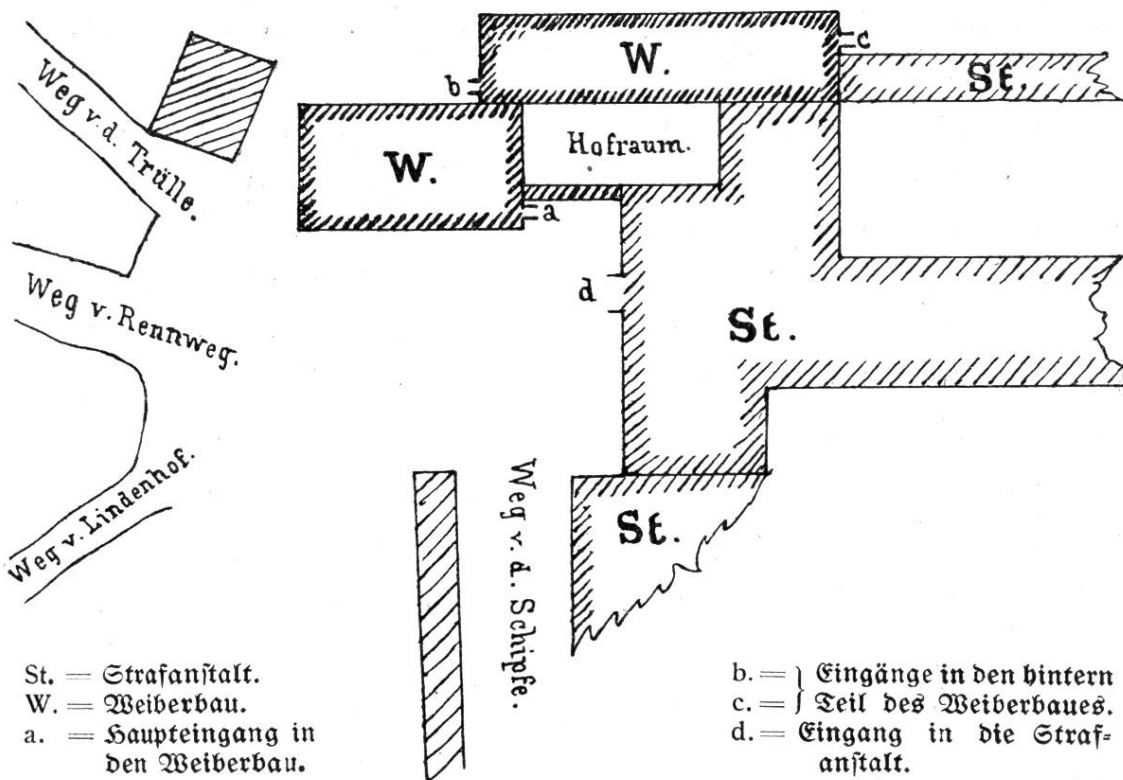 W.
c
St.
b
Weg v. d. Trülle.
W.
Hofraum.
a
Weg v. Rennweg.
d
St.
Weg v. Lindenhof.
Weg v. d. Schipfe.
St.
St. = Strafanſtalt.
W. = Weiberbau.
a. = Haupteingang in
den Weiberbau.
b. = } Eingänge in den hintern
c. = } Teil des Weiberbaues.
d. = Eingang in die Straf=
anſtalt.